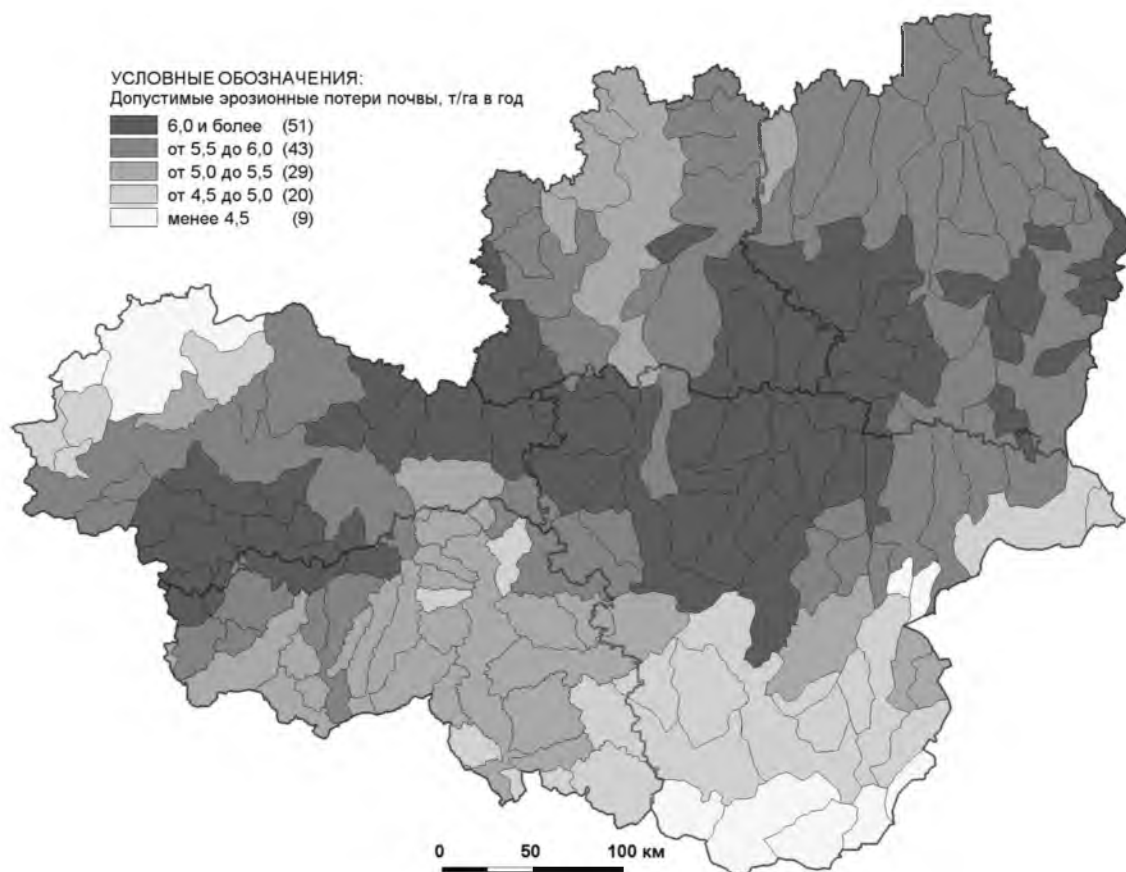 УСЛОВНЫЕ ОБОЗНАЧЕНИЯ:
Допустимые эрозионные потери почвы, т/га в год
6,0 и более (51)
от 5,5 до 6,0 (43)
от 5,0 до 5,5 (29)
от 4,5 до 5,0 (20)
менее 4,5 (9)
0 50 100 км